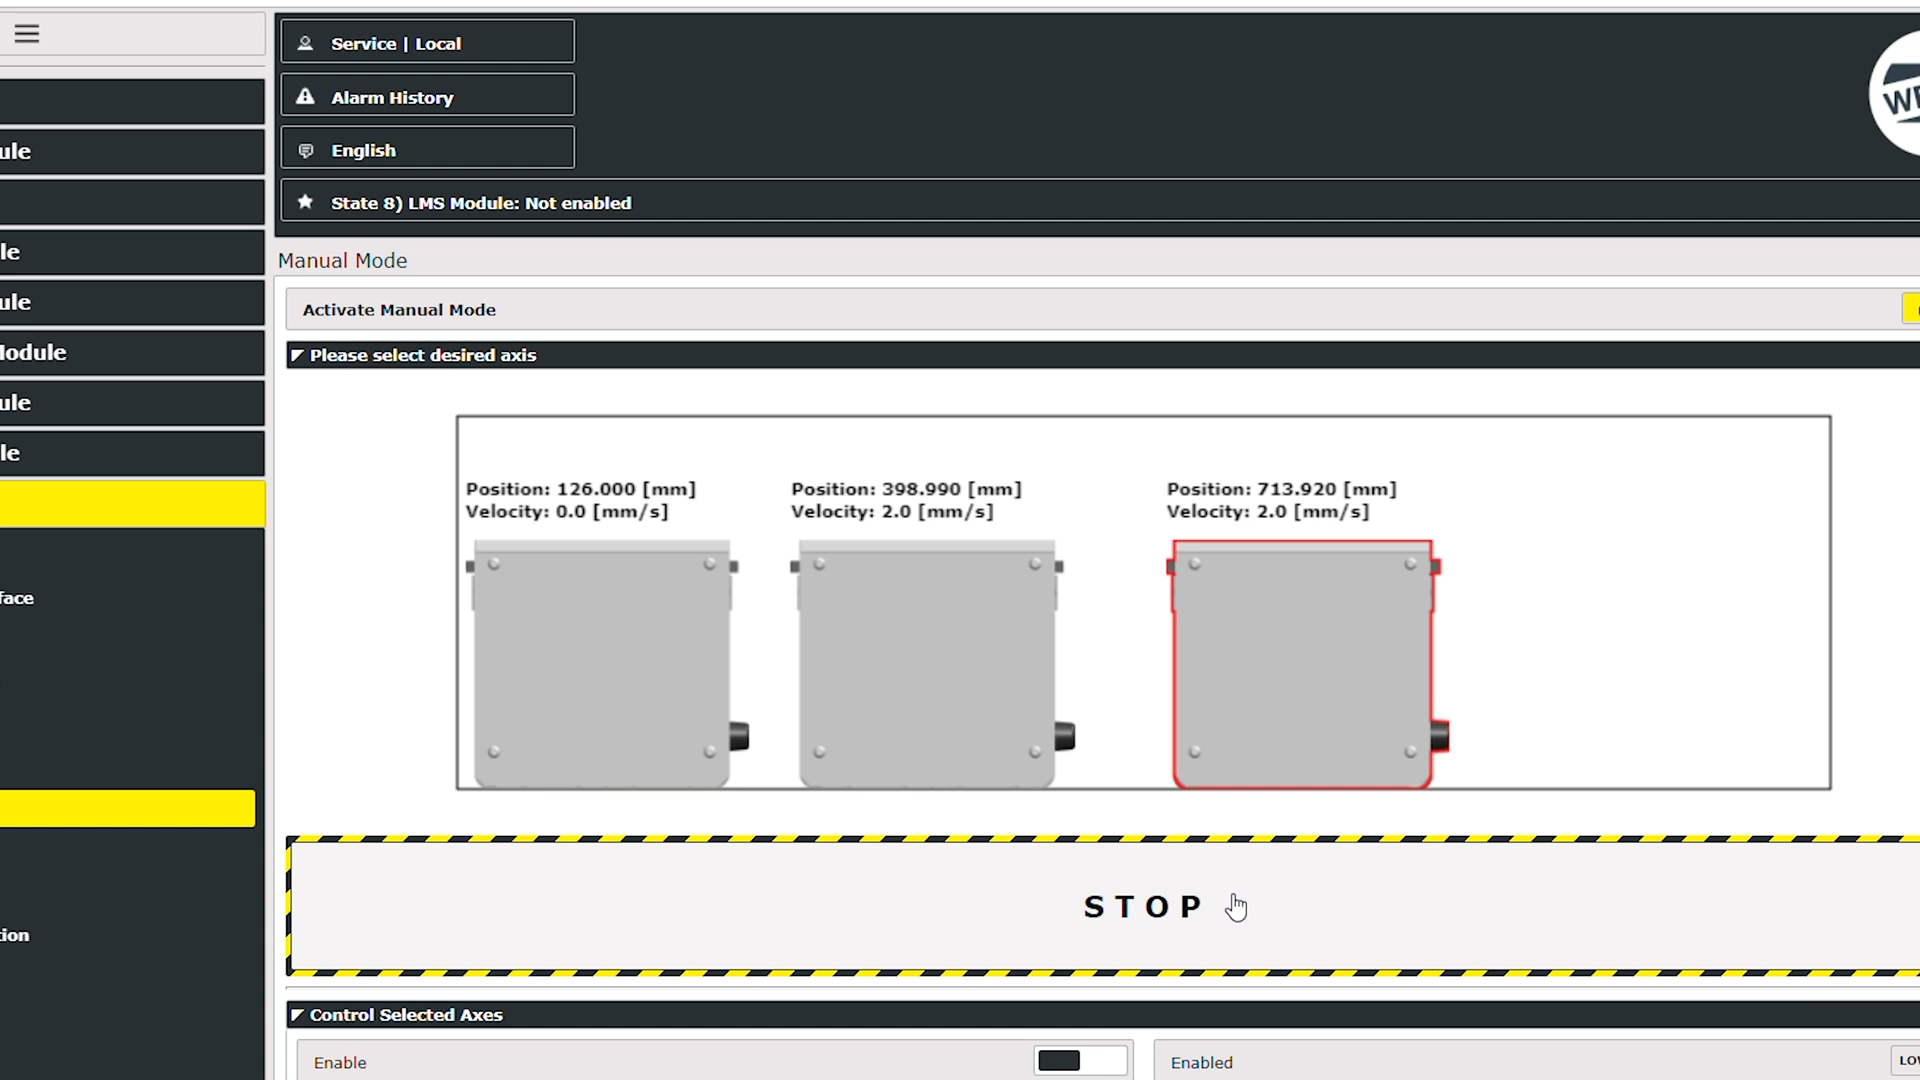 Service | Local
Alarm History
English
State 8) LMS Module: Not enabled
ule
le
ule
Module
ule
le
face
tion
Manual Mode
Activate Manual Mode
Please select desired axis
Position: 126.000 [mm]
Velocity: 0.0 [mm/s]
Position: 398.990 [mm]
Velocity: 2.0 [mm/s]
Position: 713.920 [mm]
Velocity: 2.0 [mm/s]
STOP
Control Selected Axes
Enable
Enabled